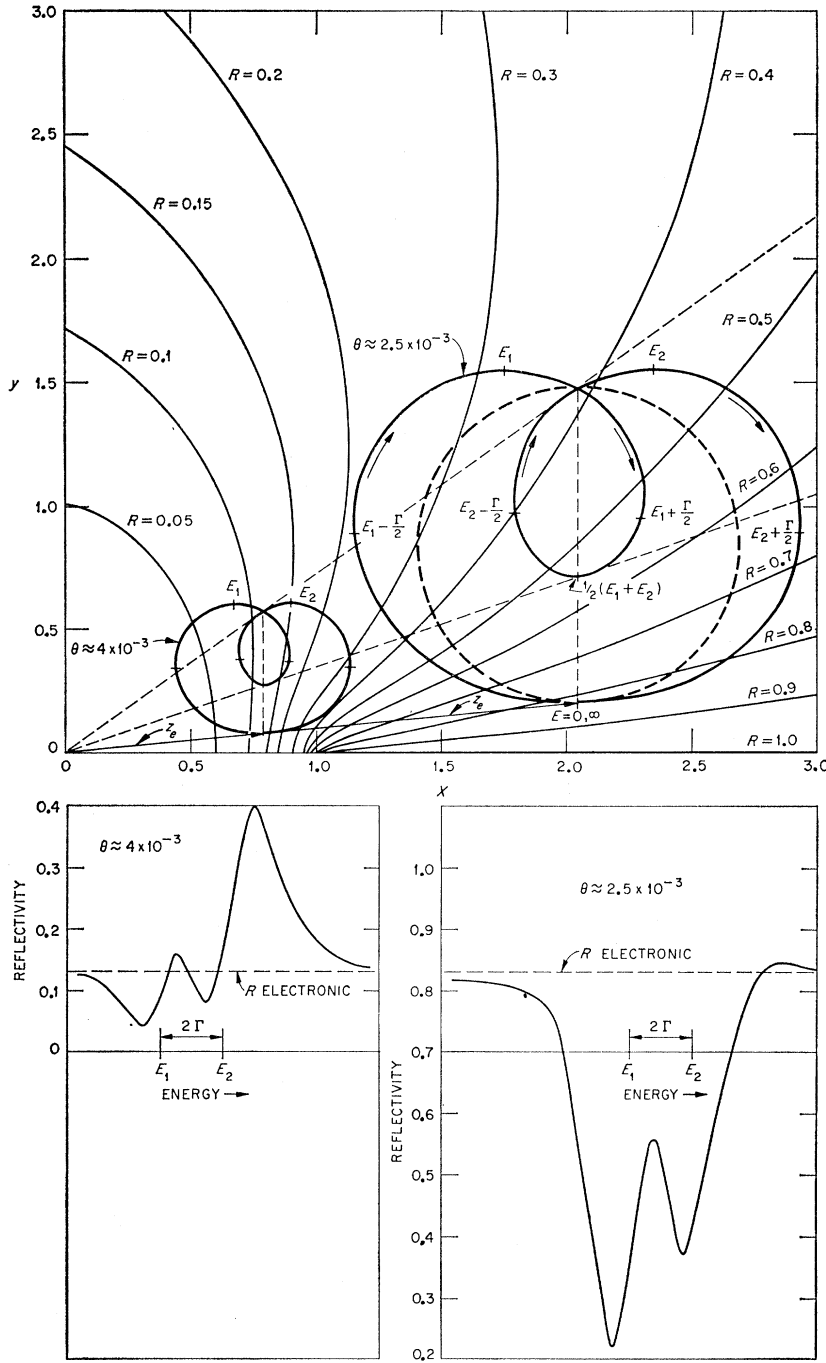 3.0
2.5
2.0
1.5
1.0
0.5
0
y
R = 0.2
R = 0.3
R = 0.4
R = 0.15
R = 0.1
R = 0.05
R = 0.5
R = 0.6
R = 0.7
R = 0.8
R = 0.9
R = 1.0
θ ≈ 2.5 x 10⁻³
E₁
E₂
E₁ − Γ/2
E₂ − Γ/2
E₁ + Γ/2
E₂ + Γ/2
½ (E₁ + E₂)
E₁
E₂
θ ≈ 4 x 10⁻³
z_e
z_e
E = 0, ∞
0
0.5
1.0
1.5
2.0
2.5
3.0
X
0.4
0.3
0.2
0.1
0
REFLECTIVITY
θ ≈ 4 x 10⁻³
R ELECTRONIC
2 Γ
E₁
E₂
ENERGY →
1.0
0.9
0.8
0.7
0.6
0.5
0.4
0.3
0.2
REFLECTIVITY
θ ≈ 2.5 x 10⁻³
R ELECTRONIC
2 Γ
E₁
E₂
ENERGY →